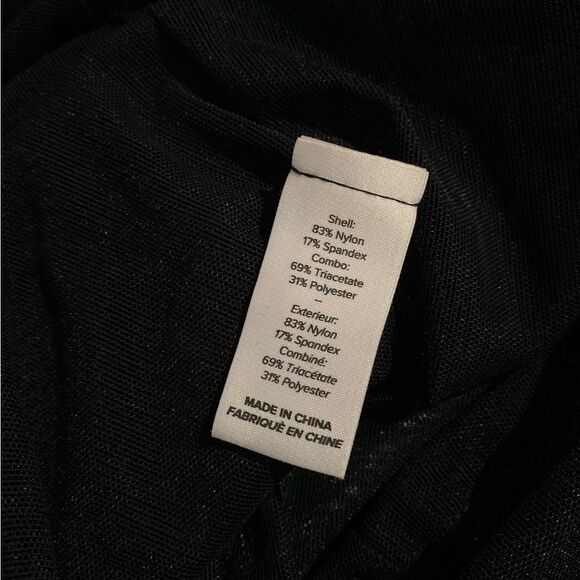 Shell:
83% Nylon
17% Spandex
Combo:
69% Triacetate
31% Polyester
–
Exterieur:
83% Nylon
17% Spandex
Combiné:
69% Triacétate
31% Polyester
MADE IN CHINA
FABRIQUÈ EN CHINE